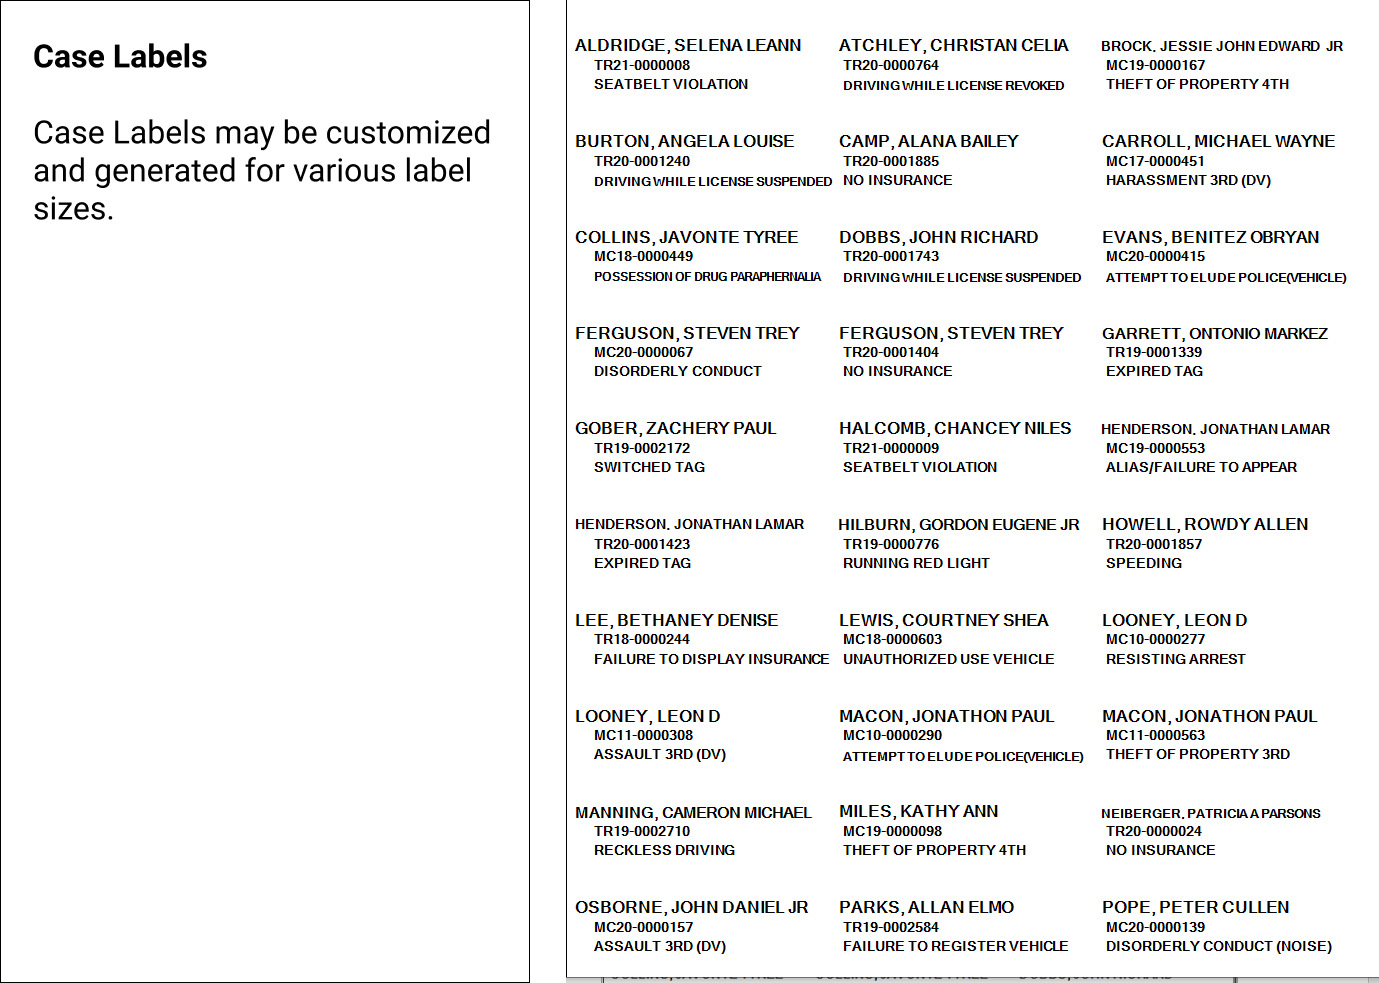 Case Labels
Case Labels may be customized
and generated for various label
sizes.
ALDRIDGE, SELENA LEANN
TR21-0000008
SEATBELT VIOLATION
ATCHLEY, CHRISTAN CELIA
TR20-0000764
DRIVING WHILE LICENSE REVOKED
BROCK, JESSIE JOHN EDWARD JR
MC19-0000167
THEFT OF PROPERTY 4TH
BURTON, ANGELA LOUISE
TR20-0001240
DRIVING WHILE LICENSE SUSPENDED
CAMP, ALANA BAILEY
TR20-0001885
NO INSURANCE
CARROLL, MICHAEL WAYNE
MC17-0000451
HARASSMENT 3RD (DV)
COLLINS, JAVONTE TYREE
MC18-0000449
POSSESSION OF DRUG PARAPHERNALIA
DOBBS, JOHN RICHARD
TR20-0001743
DRIVING WHILE LICENSE SUSPENDED
EVANS, BENITEZ OBRYAN
MC20-0000415
ATTEMPT TO ELUDE POLICE(VEHICLE)
FERGUSON, STEVEN TREY
MC20-0000067
DISORDERLY CONDUCT
FERGUSON, STEVEN TREY
TR20-0001404
NO INSURANCE
GARRETT, ONTONIO MARKEZ
TR19-0001339
EXPIRED TAG
GOBER, ZACHERY PAUL
TR19-0002172
SWITCHED TAG
HALCOMB, CHANCEY NILES
TR21-0000009
SEATBELT VIOLATION
HENDERSON, JONATHAN LAMAR
MC19-0000553
ALIAS/FAILURE TO APPEAR
HENDERSON, JONATHAN LAMAR
TR20-0001423
EXPIRED TAG
HILBURN, GORDON EUGENE JR
TR19-0000776
RUNNING RED LIGHT
HOWELL, ROWDY ALLEN
TR20-0001857
SPEEDING
LEE, BETHANEY DENISE
TR18-0000244
FAILURE TO DISPLAY INSURANCE
LEWIS, COURTNEY SHEA
MC18-0000603
UNAUTHORIZED USE VEHICLE
LOONEY, LEON D
MC10-0000277
RESISTING ARREST
LOONEY, LEON D
MC11-0000308
ASSAULT 3RD (DV)
MACON, JONATHON PAUL
MC10-0000290
ATTEMPT TO ELUDE POLICE(VEHICLE)
MACON, JONATHON PAUL
MC11-0000563
THEFT OF PROPERTY 3RD
MANNING, CAMERON MICHAEL
TR19-0002710
RECKLESS DRIVING
MILES, KATHY ANN
MC19-0000098
THEFT OF PROPERTY 4TH
NEIBERGER, PATRICIA A PARSONS
TR20-0000024
NO INSURANCE
OSBORNE, JOHN DANIEL JR
MC20-0000157
ASSAULT 3RD (DV)
PARKS, ALLAN ELMO
TR19-0002584
FAILURE TO REGISTER VEHICLE
POPE, PETER CULLEN
MC20-0000139
DISORDERLY CONDUCT (NOISE)